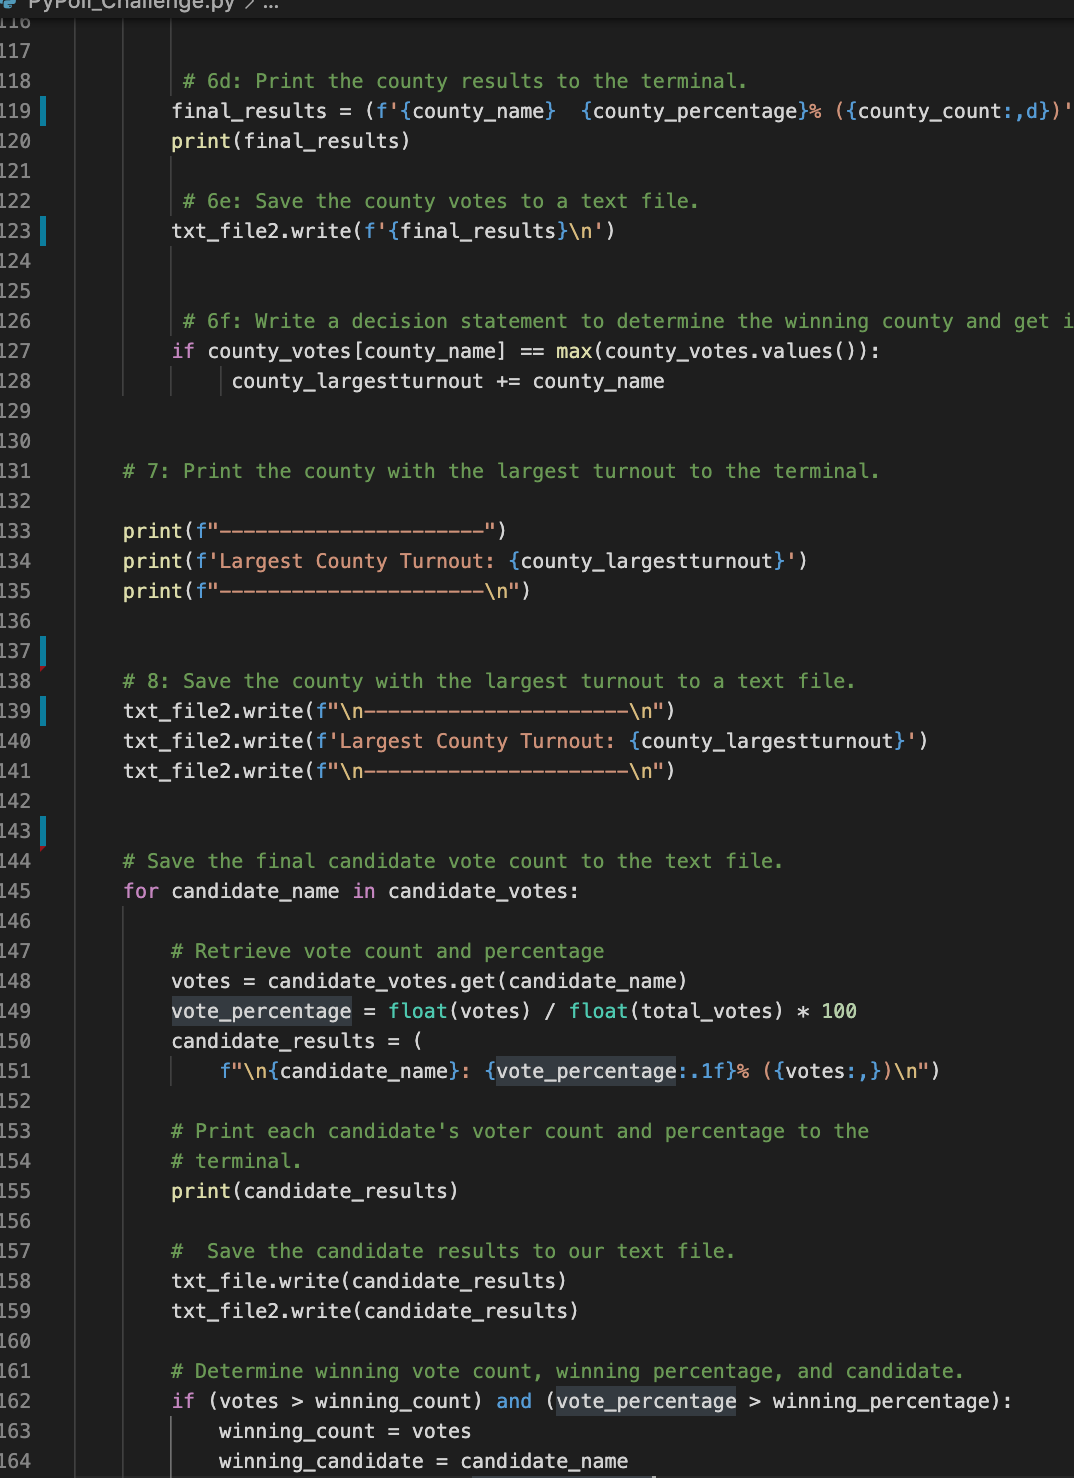 PyPoll_Challenge.py > ...
116
117
118 # 6d: Print the county results to the terminal.
119 final_results = (f'{county_name}  {county_percentage}% ({county_count:,d})'
120 print(final_results)
121
122 # 6e: Save the county votes to a text file.
123 txt_file2.write(f'{final_results}\n')
124
125
126 # 6f: Write a decision statement to determine the winning county and get i
127 if county_votes[county_name] == max(county_votes.values()):
128 county_largestturnout += county_name
129
130
131 # 7: Print the county with the largest turnout to the terminal.
132
133 print(f"----------------------")
134 print(f'Largest County Turnout: {county_largestturnout}')
135 print(f"----------------------\n")
136
137
138 # 8: Save the county with the largest turnout to a text file.
139 txt_file2.write(f"\n----------------------\n")
140 txt_file2.write(f'Largest County Turnout: {county_largestturnout}')
141 txt_file2.write(f"\n----------------------\n")
142
143
144 # Save the final candidate vote count to the text file.
145 for candidate_name in candidate_votes:
146
147 # Retrieve vote count and percentage
148 votes = candidate_votes.get(candidate_name)
149 vote_percentage = float(votes) / float(total_votes) * 100
150 candidate_results = (
151 f"\n{candidate_name}: {vote_percentage:.1f}% ({votes:,})\n")
152
153 # Print each candidate's voter count and percentage to the
154 # terminal.
155 print(candidate_results)
156
157 #  Save the candidate results to our text file.
158 txt_file.write(candidate_results)
159 txt_file2.write(candidate_results)
160
161 # Determine winning vote count, winning percentage, and candidate.
162 if (votes > winning_count) and (vote_percentage > winning_percentage):
163 winning_count = votes
164 winning_candidate = candidate_name